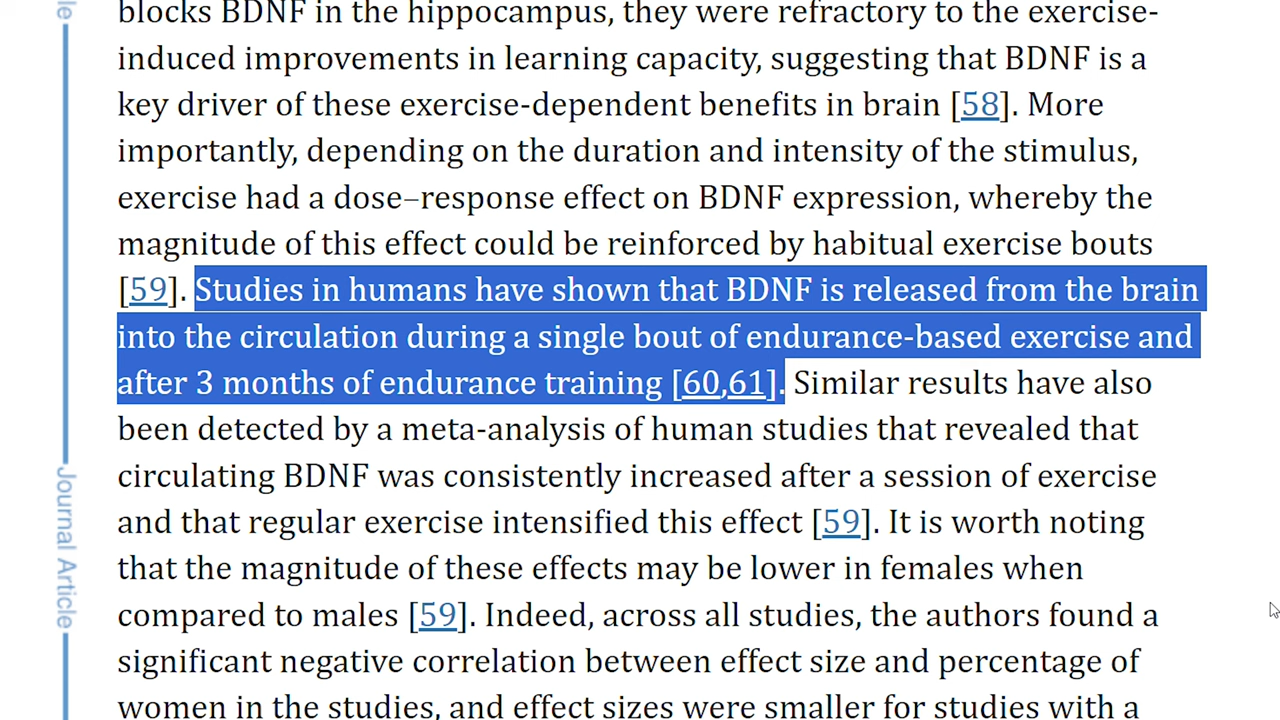 blocks BDNF in the hippocampus, they were refractory to the exercise-
induced improvements in learning capacity, suggesting that BDNF is a
key driver of these exercise-dependent benefits in brain [58]. More
importantly, depending on the duration and intensity of the stimulus,
exercise had a dose–response effect on BDNF expression, whereby the
magnitude of this effect could be reinforced by habitual exercise bouts
[59]. Studies in humans have shown that BDNF is released from the brain
into the circulation during a single bout of endurance-based exercise and
after 3 months of endurance training [60,61]. Similar results have also
been detected by a meta-analysis of human studies that revealed that
circulating BDNF was consistently increased after a session of exercise
and that regular exercise intensified this effect [59]. It is worth noting
that the magnitude of these effects may be lower in females when
compared to males [59]. Indeed, across all studies, the authors found a
significant negative correlation between effect size and percentage of
women in the studies, and effect sizes were smaller for studies with a
Journal Article